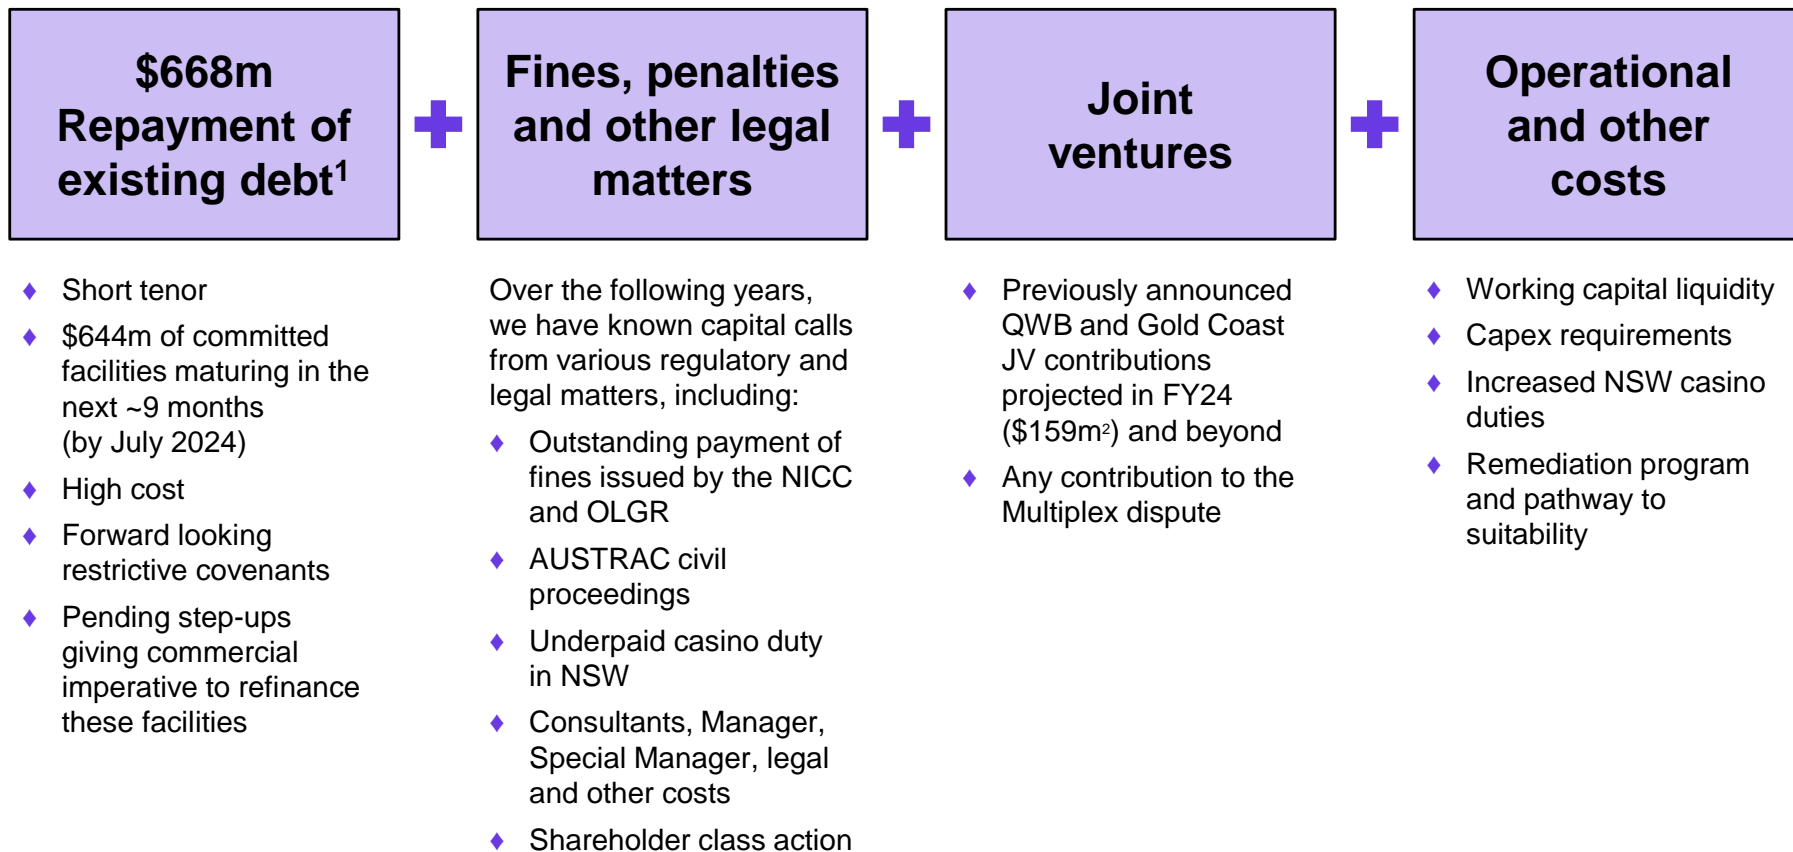 $668m
Repayment of
existing debt¹
Fines, penalties
and other legal
matters
Joint
ventures
Operational
and other
costs
♦ Short tenor
♦ $644m of committed
facilities maturing in the
next ~9 months
(by July 2024)
♦ High cost
♦ Forward looking
restrictive covenants
♦ Pending step-ups
giving commercial
imperative to refinance
these facilities
Over the following years,
we have known capital calls
from various regulatory and
legal matters, including:
♦ Outstanding payment of
fines issued by the NICC
and OLGR
♦ AUSTRAC civil
proceedings
♦ Underpaid casino duty
in NSW
♦ Consultants, Manager,
Special Manager, legal
and other costs
♦ Shareholder class action
♦ Previously announced
QWB and Gold Coast
JV contributions
projected in FY24
($159m²) and beyond
♦ Any contribution to the
Multiplex dispute
♦ Working capital liquidity
♦ Capex requirements
♦ Increased NSW casino
duties
♦ Remediation program
and pathway to
suitability